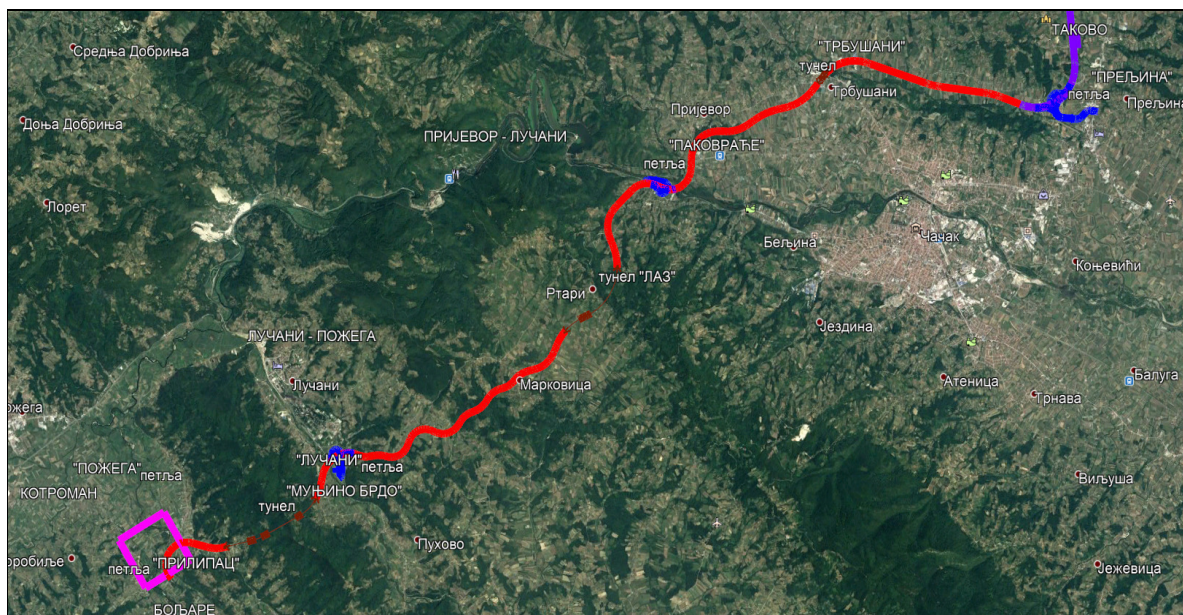 ТАКОВО
Средња Добриња
"ТРБУШАНИ"
тунел
"ПРЕЉИНА"
петља
Трбушани
Прељина
Пријевор
Доња Добриња
ПРИЈЕВОР - ЛУЧАНИ
"ПАКОВРАЋЕ"
петља
Лорет
Чачак
Бељина
Коњевићи
тунел "ЛАЗ"
Ртари
Јездина
ЛУЧАНИ - ПОЖЕГА
Балуга
Атеница
Лучани
Марковица
Трнава
"ЛУЧАНИ"
петља
"ПОЖЕГА"
петља
Виљуша
КОТРОМАН
"МУЊИНО БРДО"
тунел
Пухово
"ПРИЛИПАЦ"
петља
Јежевица
БОЉАРЕ